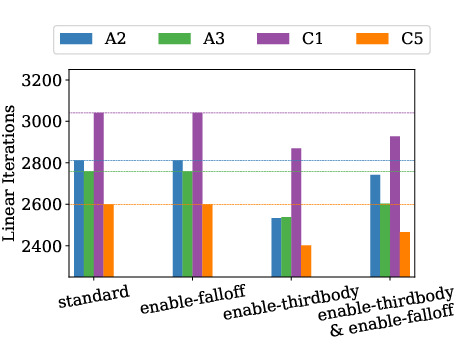 A2 A3 C1 C5
3200
3000
2800
2600
2400
Linear Iterations
standard
enable-falloff
enable-thirdbody
enable-thirdbody
& enable-falloff